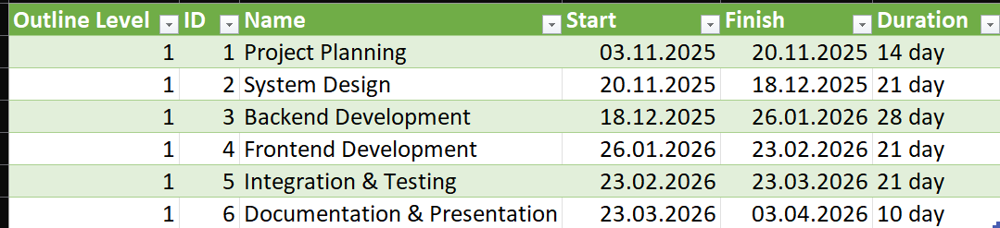 Outline Level ID Name Start Finish Duration
1 1 Project Planning 03.11.2025 20.11.2025 14 day
1 2 System Design 20.11.2025 18.12.2025 21 day
1 3 Backend Development 18.12.2025 26.01.2026 28 day
1 4 Frontend Development 26.01.2026 23.02.2026 21 day
1 5 Integration & Testing 23.02.2026 23.03.2026 21 day
1 6 Documentation & Presentation 23.03.2026 03.04.2026 10 day